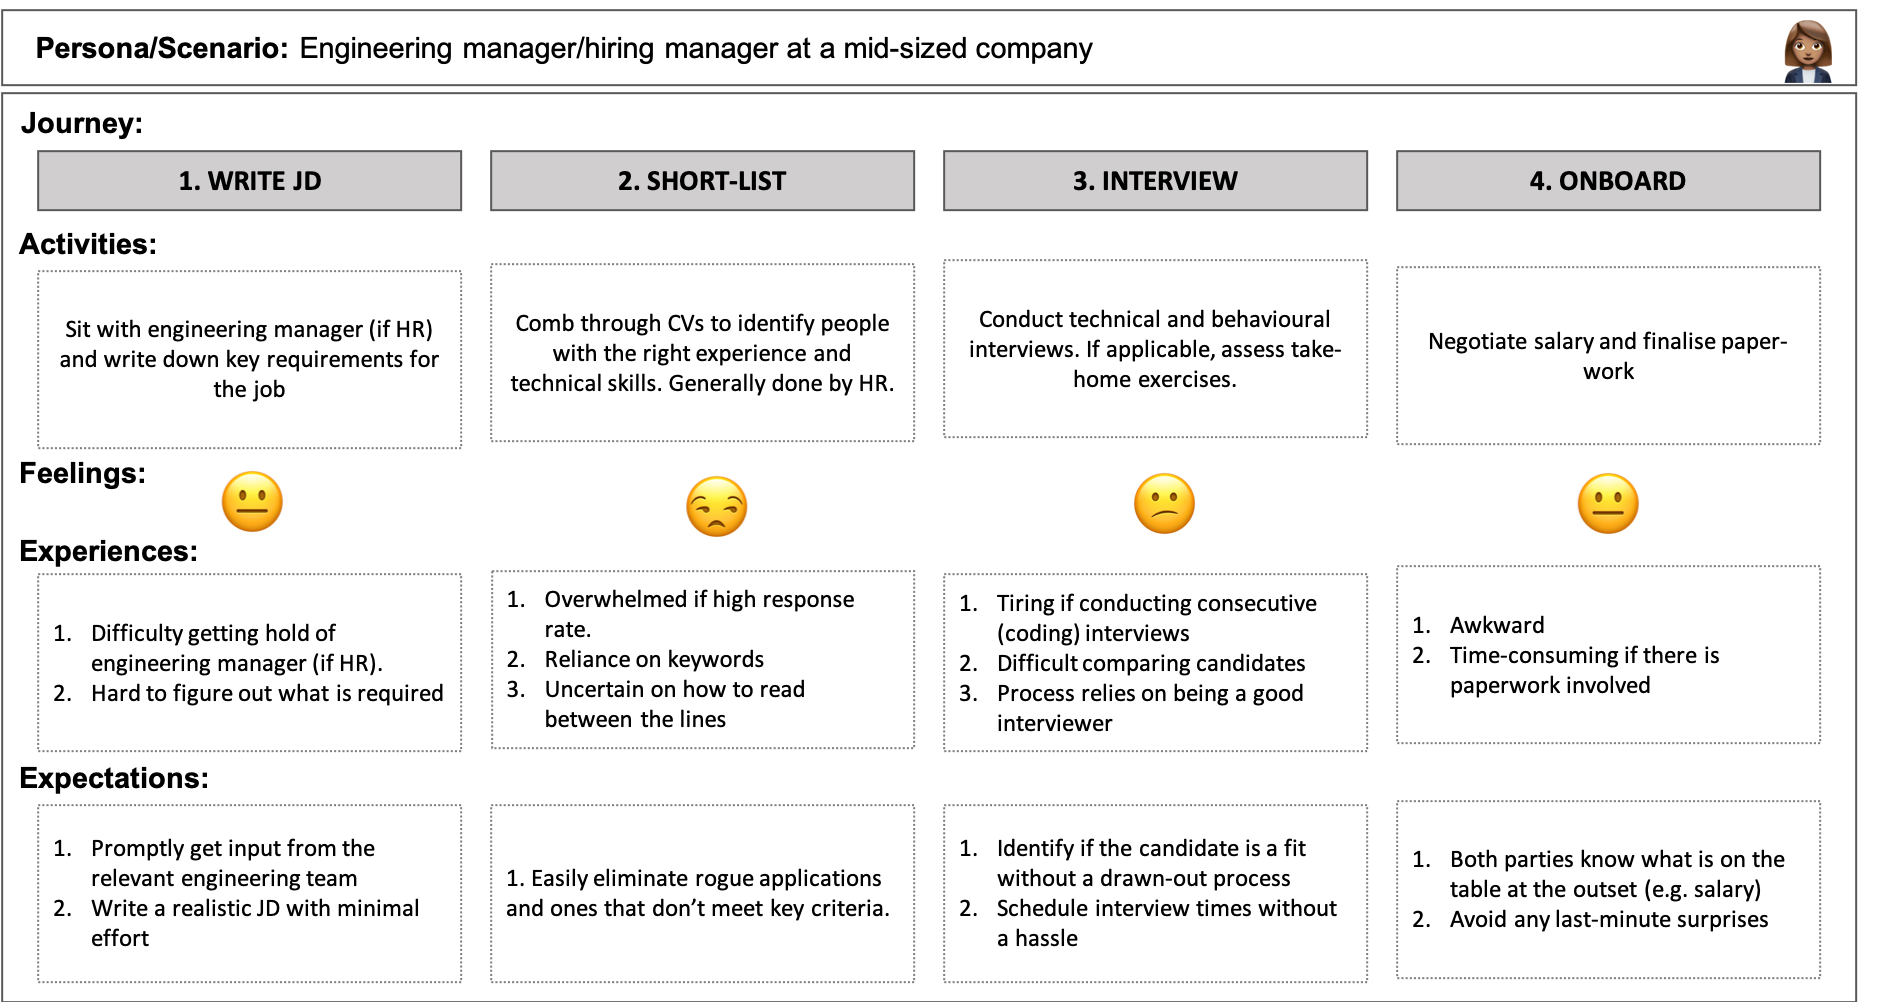 Persona/Scenario: Engineering manager/hiring manager at a mid-sized company
Journey:
1. WRITE JD
2. SHORT-LIST
3. INTERVIEW
4. ONBOARD
Activities:
Sit with engineering manager (if HR)
and write down key requirements for
the job
Comb through CVs to identify people
with the right experience and
technical skills. Generally done by HR.
Conduct technical and behavioural
interviews. If applicable, assess take-
home exercises.
Negotiate salary and finalise paper-
work
Feelings:
Experiences:
1. Difficulty getting hold of
engineering manager (if HR).
2. Hard to figure out what is required
1. Overwhelmed if high response
rate.
2. Reliance on keywords
3. Uncertain on how to read
between the lines
1. Tiring if conducting consecutive
(coding) interviews
2. Difficult comparing candidates
3. Process relies on being a good
interviewer
1. Awkward
2. Time-consuming if there is
paperwork involved
Expectations:
1. Promptly get input from the
relevant engineering team
2. Write a realistic JD with minimal
effort
1. Easily eliminate rogue applications
and ones that don’t meet key criteria.
1. Identify if the candidate is a fit
without a drawn-out process
2. Schedule interview times without
a hassle
1. Both parties know what is on the
table at the outset (e.g. salary)
2. Avoid any last-minute surprises